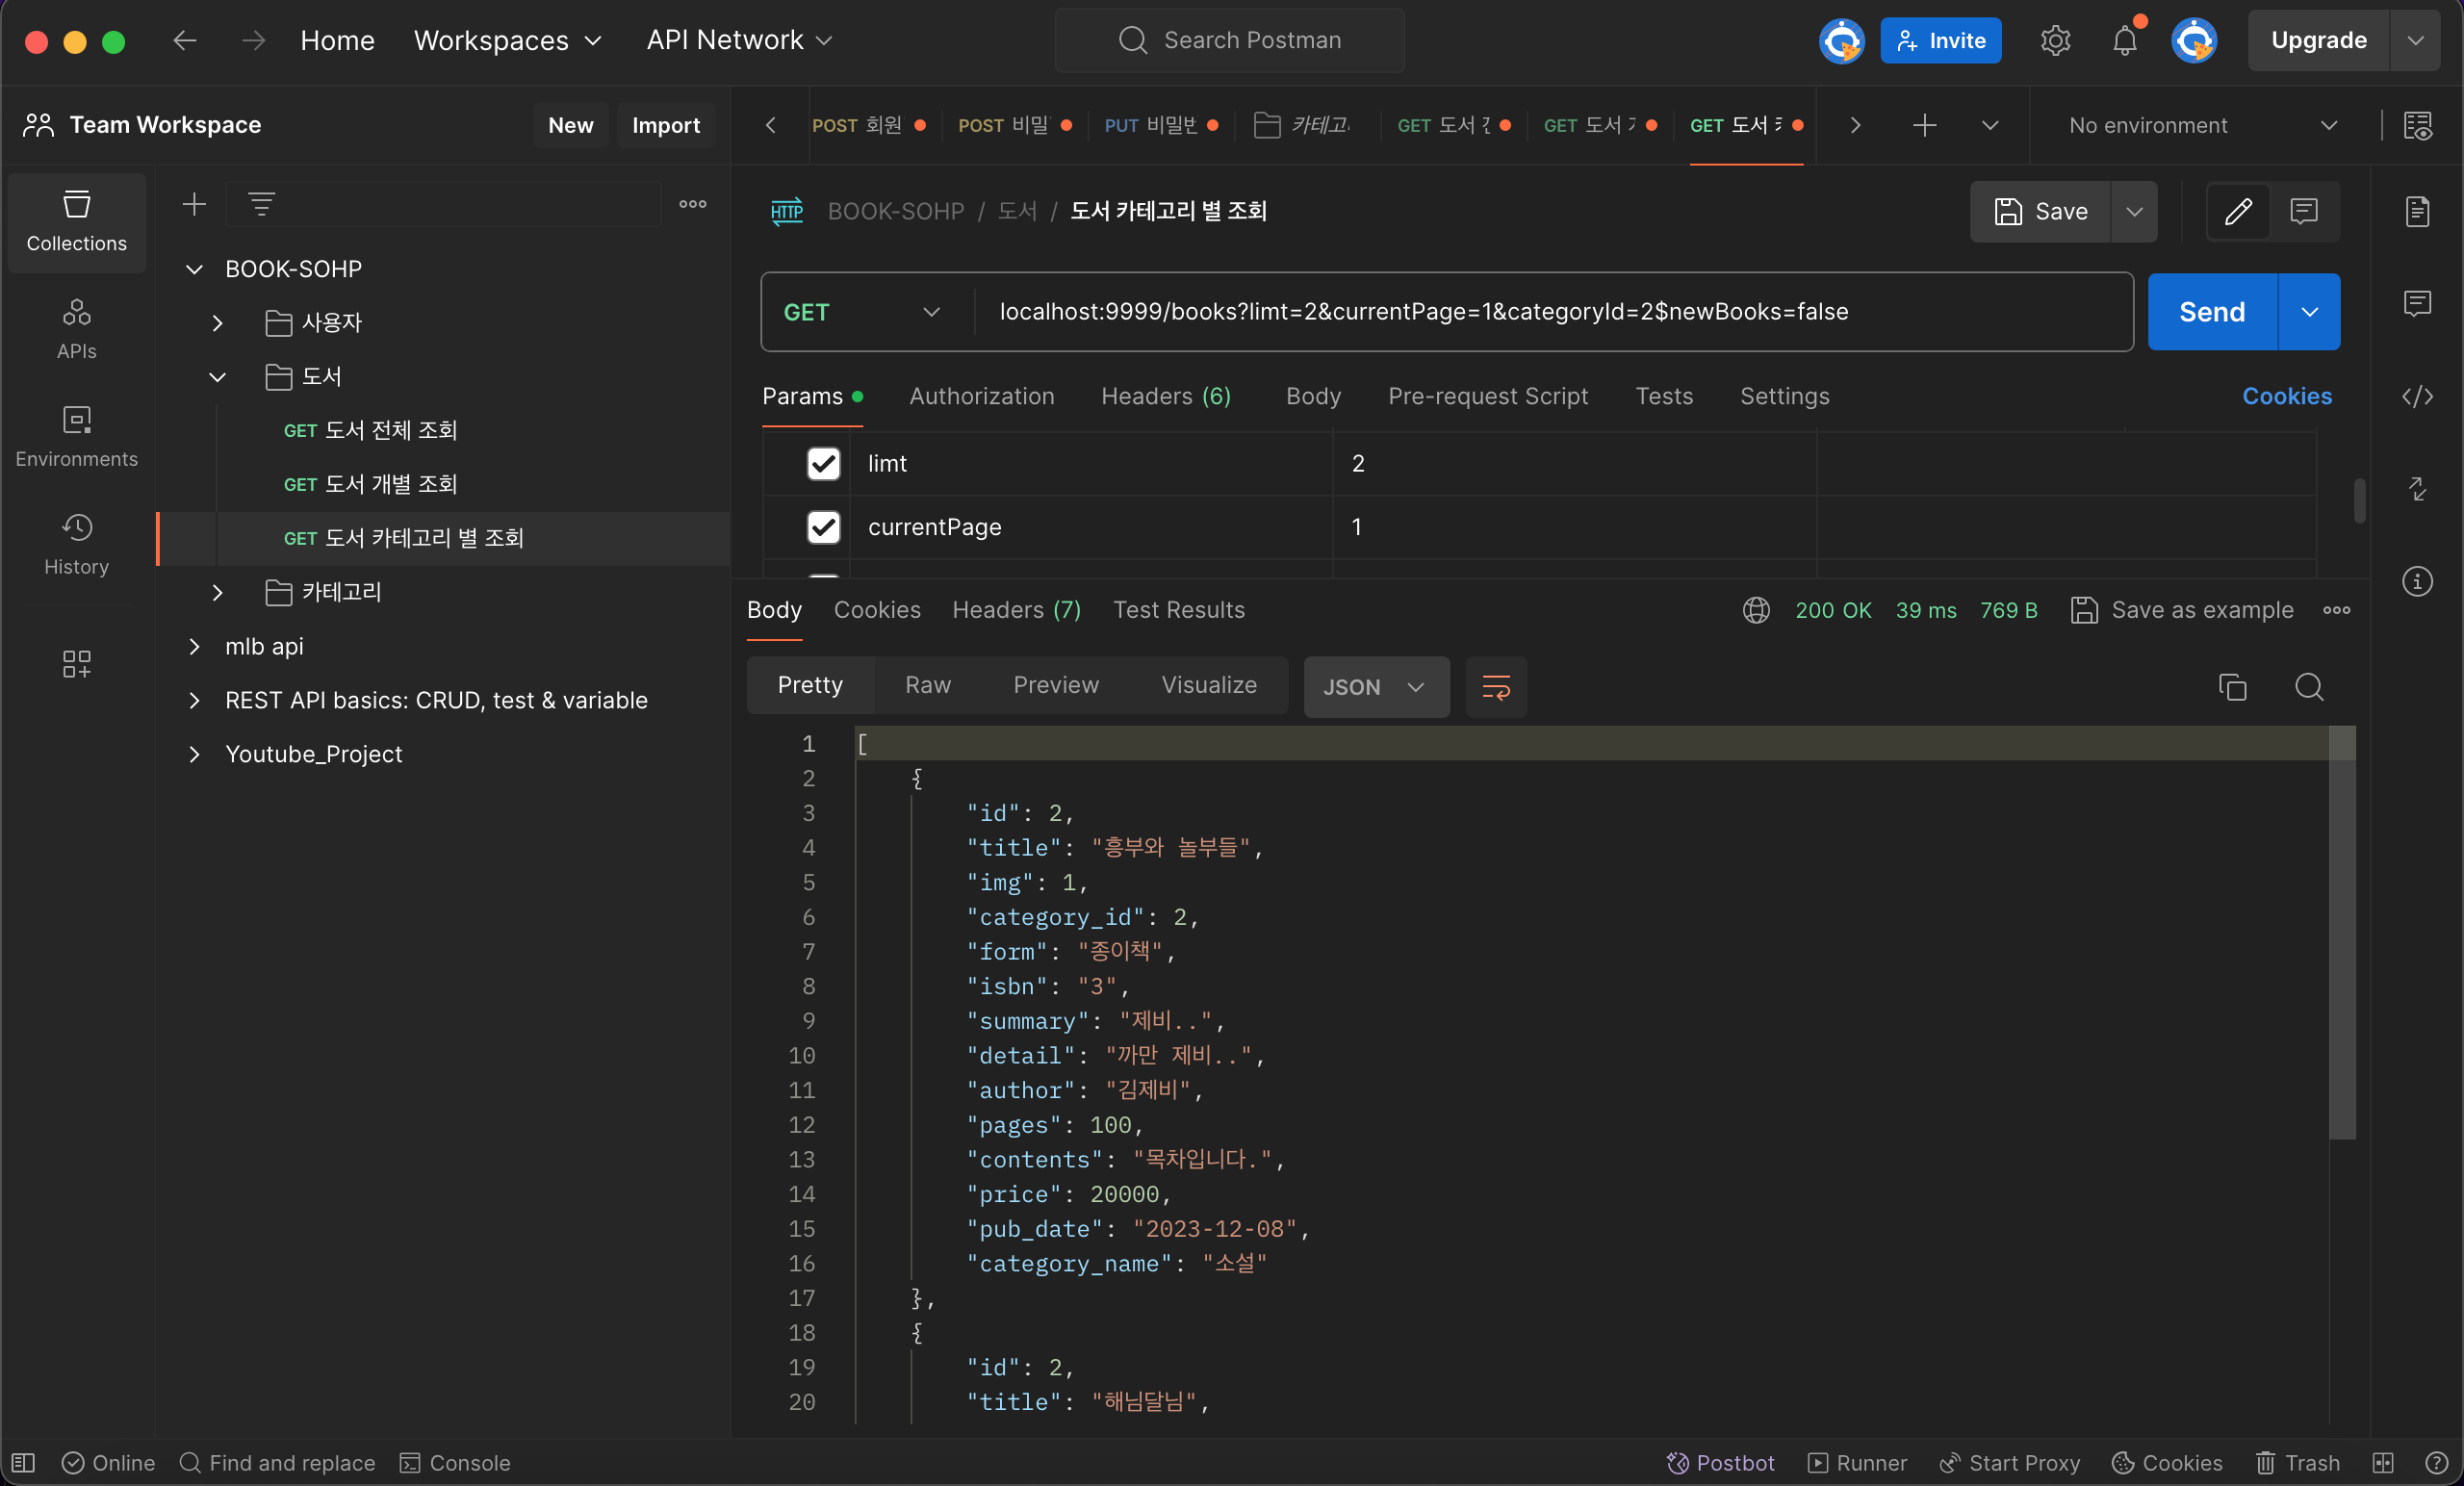 Home Workspaces API Network Search Postman Invite Upgrade
Team Workspace New Import
POST 회원 POST 비밀 PUT 비밀번 카테고 GET 도서 GET 도서 GET 도서 No environment
Collections
APIs
Environments
History
BOOK-SOHP
사용자
도서
GET 도서 전체 조회
GET 도서 개별 조회
GET 도서 카테고리 별 조회
카테고리
mlb api
REST API basics: CRUD, test & variable
Youtube_Project
HTTP BOOK-SOHP / 도서 / 도서 카테고리 별 조회 Save
GET localhost:9999/books?limt=2&currentPage=1&categoryId=2$newBooks=false Send
Params Authorization Headers (6) Body Pre-request Script Tests Settings Cookies
limt 2
currentPage 1
Body Cookies Headers (7) Test Results 200 OK 39 ms 769 B Save as example
Pretty Raw Preview Visualize JSON
1 [
2 {
3 "id": 2,
4 "title": "흥부와 놀부들",
5 "img": 1,
6 "category_id": 2,
7 "form": "종이책",
8 "isbn": "3",
9 "summary": "제비..",
10 "detail": "까만 제비..",
11 "author": "김제비",
12 "pages": 100,
13 "contents": "목차입니다.",
14 "price": 20000,
15 "pub_date": "2023-12-08",
16 "category_name": "소설"
17 },
18 {
19 "id": 2,
20 "title": "해님달님",
Online Find and replace Console Postbot Runner Start Proxy Cookies Trash